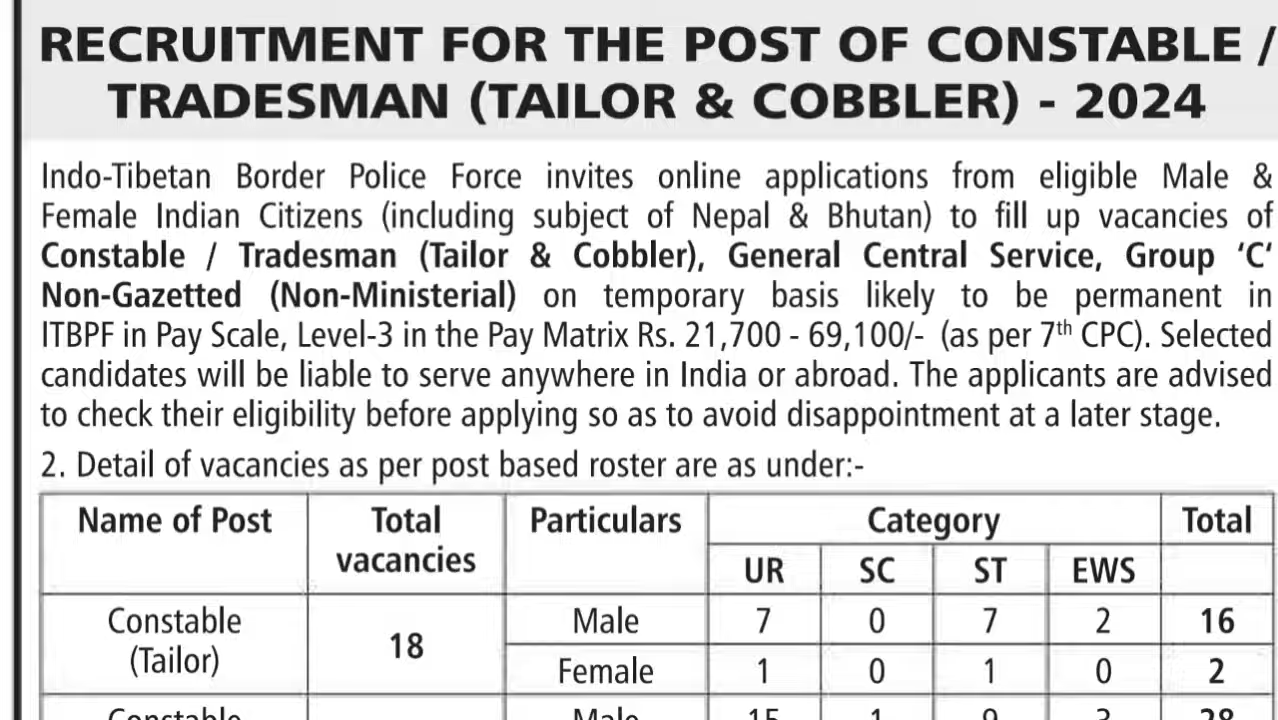 RECRUITMENT FOR THE POST OF CONSTABLE /
TRADESMAN (TAILOR & COBBLER) - 2024
Indo-Tibetan Border Police Force invites online applications from eligible Male &
Female Indian Citizens (including subject of Nepal & Bhutan) to fill up vacancies of
Constable / Tradesman (Tailor & Cobbler), General Central Service, Group ‘C‘
Non-Gazetted (Non-Ministerial) on temporary basis likely to be permanent in
ITBPF in Pay Scale, Level-3 in the Pay Matrix Rs. 21,700 - 69,100/- (as per 7th CPC). Selected
candidates will be liable to serve anywhere in India or abroad. The applicants are advised
to check their eligibility before applying so as to avoid disappointment at a later stage.
2. Detail of vacancies as per post based roster are as under:-
Name of Post Total vacancies Particulars Category Total
UR SC ST EWS
Constable (Tailor) 18 Male 7 0 7 2 16
Female 1 0 1 0 2
Constable Male 15 1 9 3 28